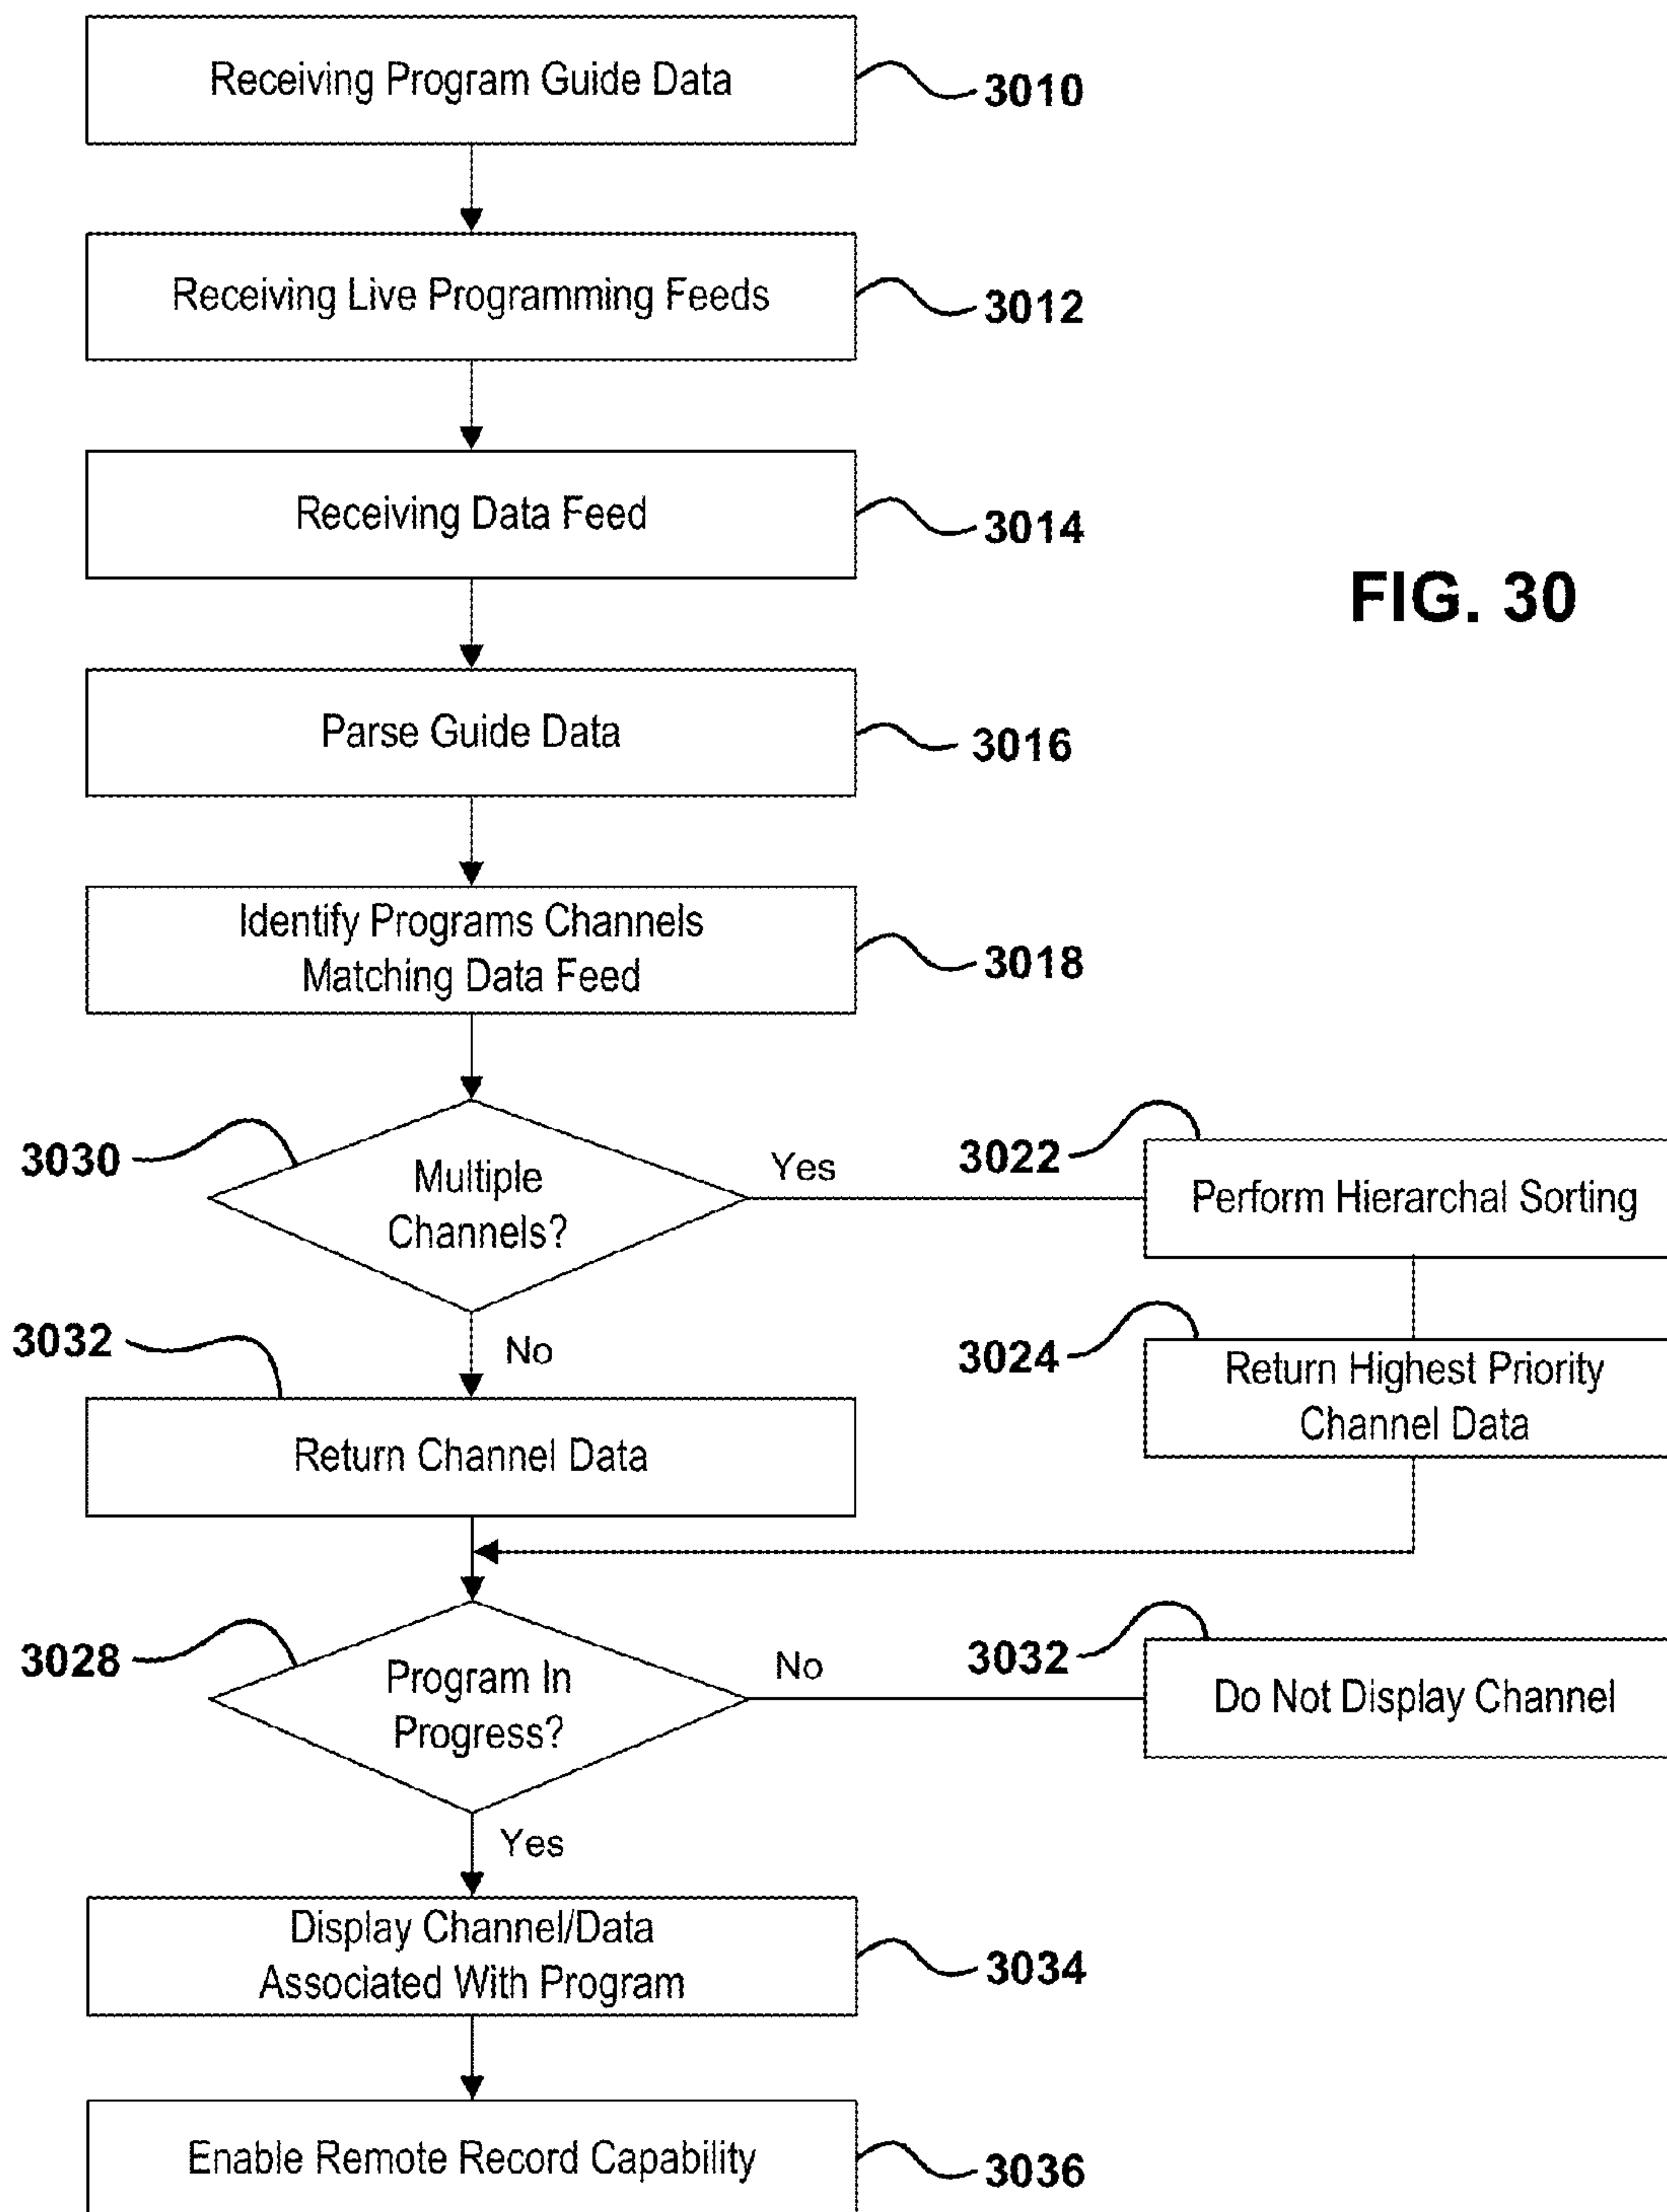 Receiving Program Guide Data
3010
Receiving Live Programming Feeds
3012
Receiving Data Feed
3014
FIG. 30
Parse Guide Data
3016
Identify Programs Channels
Matching Data Feed
3018
3030
Multiple
Channels?
Yes
3022
Perform Hierarchal Sorting
3032
No
3024
Return Highest Priority
Channel Data
Return Channel Data
3028
Program In
Progress?
No
3032
Do Not Display Channel
Yes
Display Channel/Data
Associated With Program
3034
Enable Remote Record Capability
3036